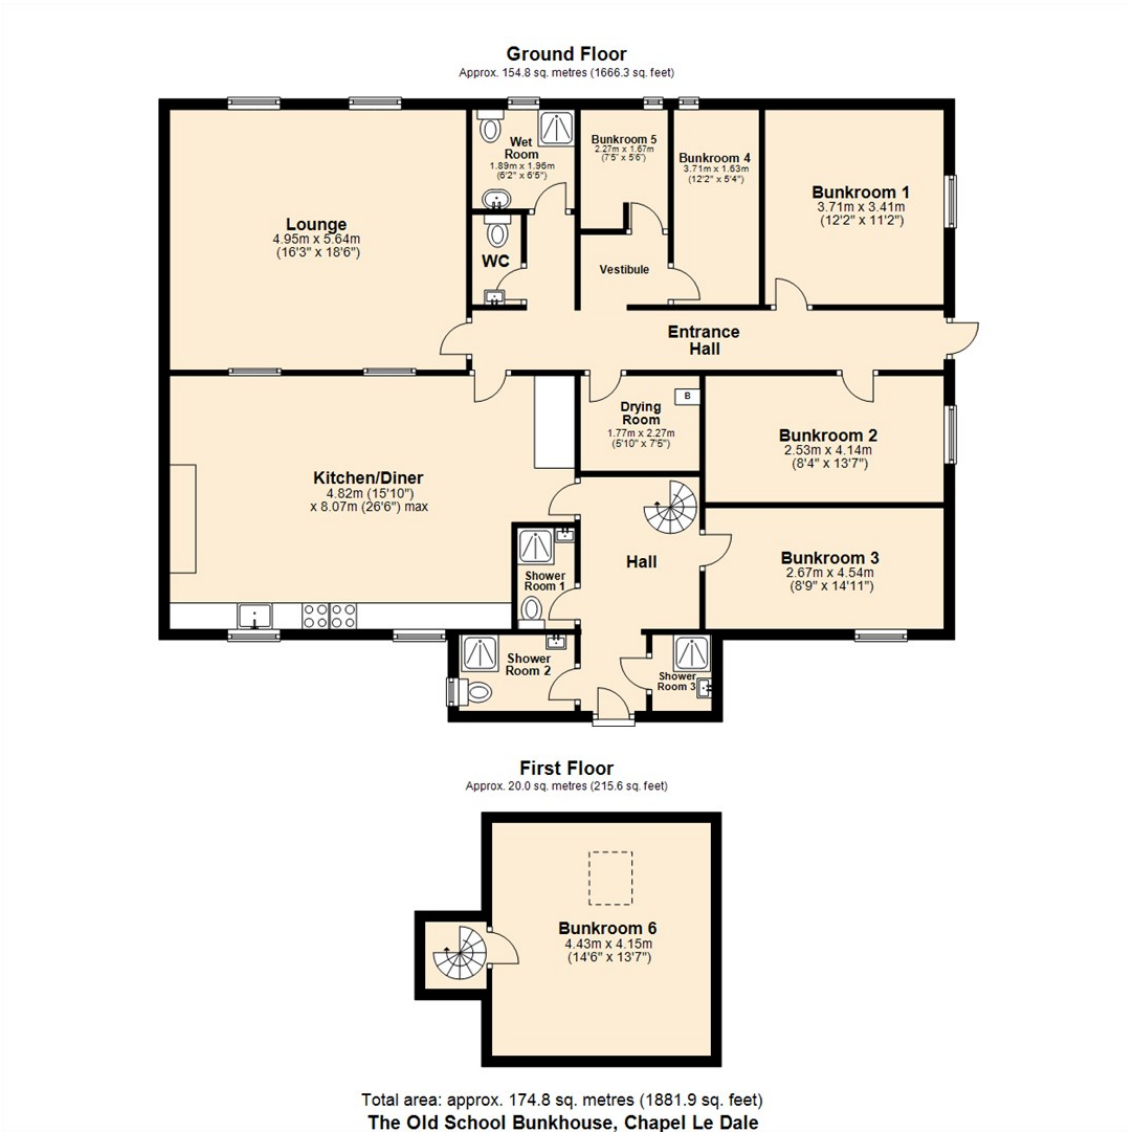 Ground Floor
Approx. 154.8 sq. metres (1666.3 sq. feet)
Wet
Room
1.89m x 1.96m
(6'2" x 6'5")
Bunkroom 5
2.27m x 1.67m
(7'5" x 5'6")
Bunkroom 4
3.71m x 1.63m
(12'2" x 5'4")
Bunkroom 1
3.71m x 3.41m
(12'2" x 11'2")
Lounge
4.95m x 5.64m
(16'3" x 18'6")
WC
Vestibule
Entrance
Hall
Drying
Room
1.77m x 2.27m
(5'10" x 7'5")
B
Bunkroom 2
2.53m x 4.14m
(8'4" x 13'7")
Kitchen/Diner
4.82m (15'10")
x 8.07m (26'6") max
Hall
Bunkroom 3
2.67m x 4.54m
(8'9" x 14'11")
Shower
Room 1
Shower
Room 2
Shower
Room 3
First Floor
Approx. 20.0 sq. metres (215.6 sq. feet)
Bunkroom 6
4.43m x 4.15m
(14'6" x 13'7")
Total area: approx. 174.8 sq. metres (1881.9 sq. feet)
The Old School Bunkhouse, Chapel Le Dale